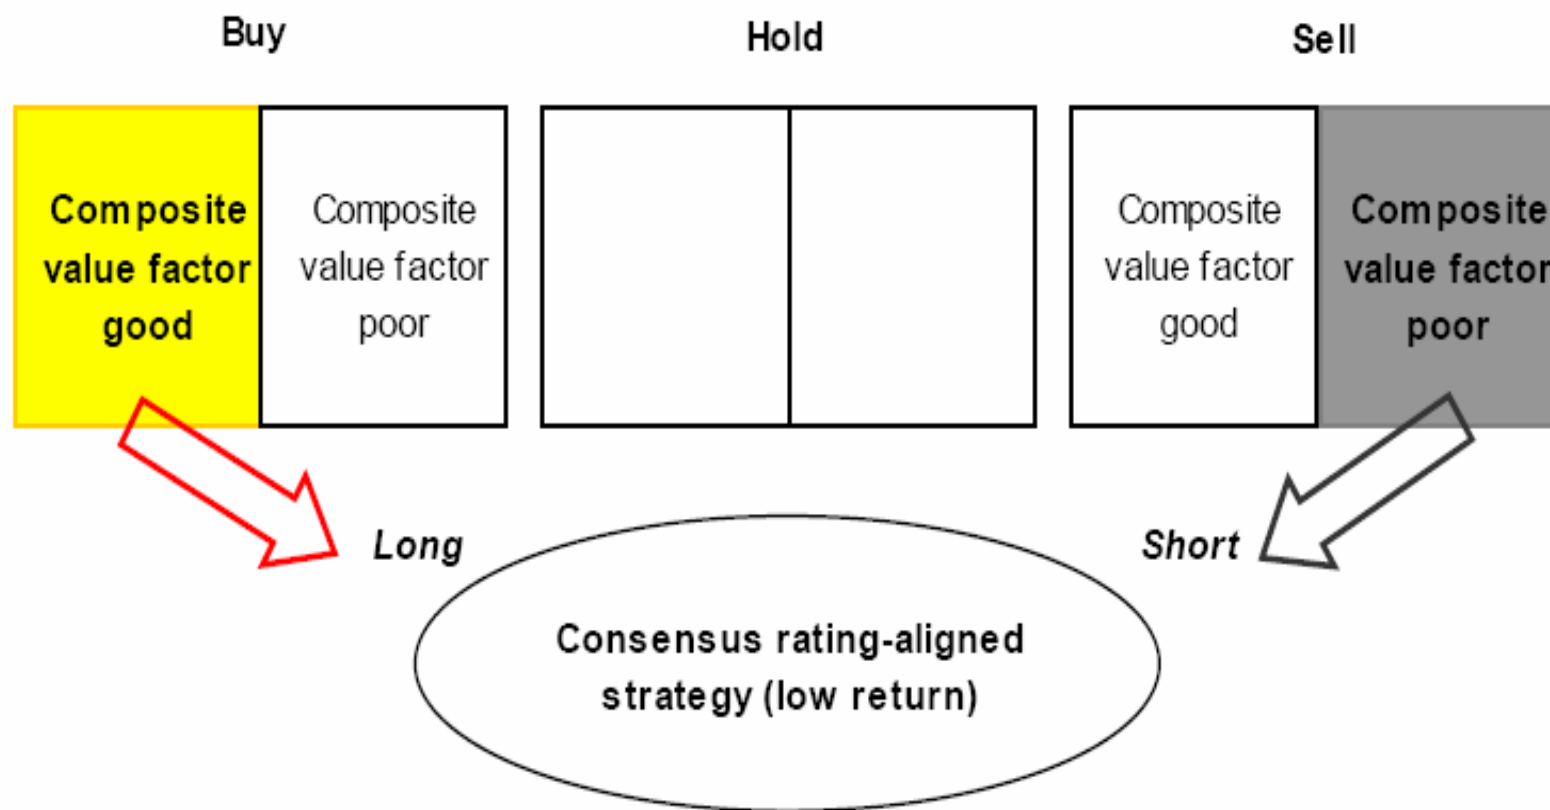 Buy
Hold
Sell
Composite
value factor
good
Composite
value factor
poor
Composite
value factor
good
Composite
value factor
poor
Long
Short
Consensus rating-aligned
strategy (low return)